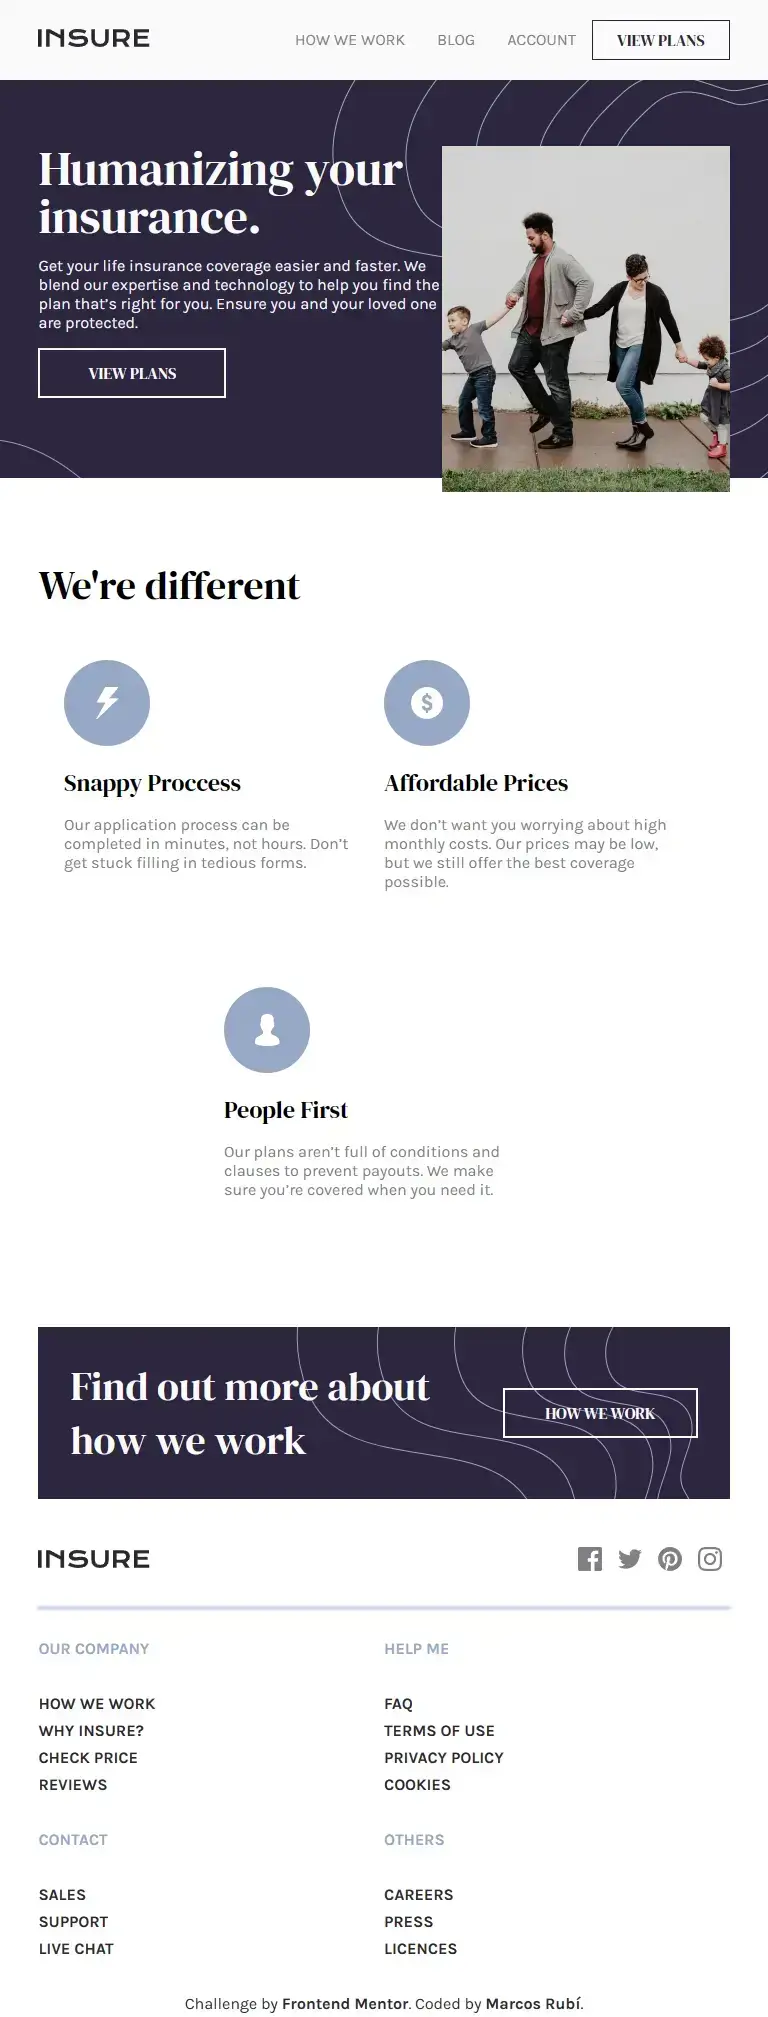 INSURE
HOW WE WORK BLOG ACCOUNT VIEW PLANS
Humanizing your
insurance.
Get your life insurance coverage easier and faster. We
blend our expertise and technology to help you find the
plan that’s right for you. Ensure you and your loved one
are protected.
VIEW PLANS
We're different
Snappy Proccess
Our application process can be
completed in minutes, not hours. Don’t
get stuck filling in tedious forms.
Affordable Prices
We don’t want you worrying about high
monthly costs. Our prices may be low,
but we still offer the best coverage
possible.
People First
Our plans aren’t full of conditions and
clauses to prevent payouts. We make
sure you’re covered when you need it.
Find out more about
how we work
HOW WE WORK
INSURE
OUR COMPANY
HOW WE WORK
WHY INSURE?
CHECK PRICE
REVIEWS
HELP ME
FAQ
TERMS OF USE
PRIVACY POLICY
COOKIES
CONTACT
SALES
SUPPORT
LIVE CHAT
OTHERS
CAREERS
PRESS
LICENCES
Challenge by Frontend Mentor. Coded by Marcos Rubí.